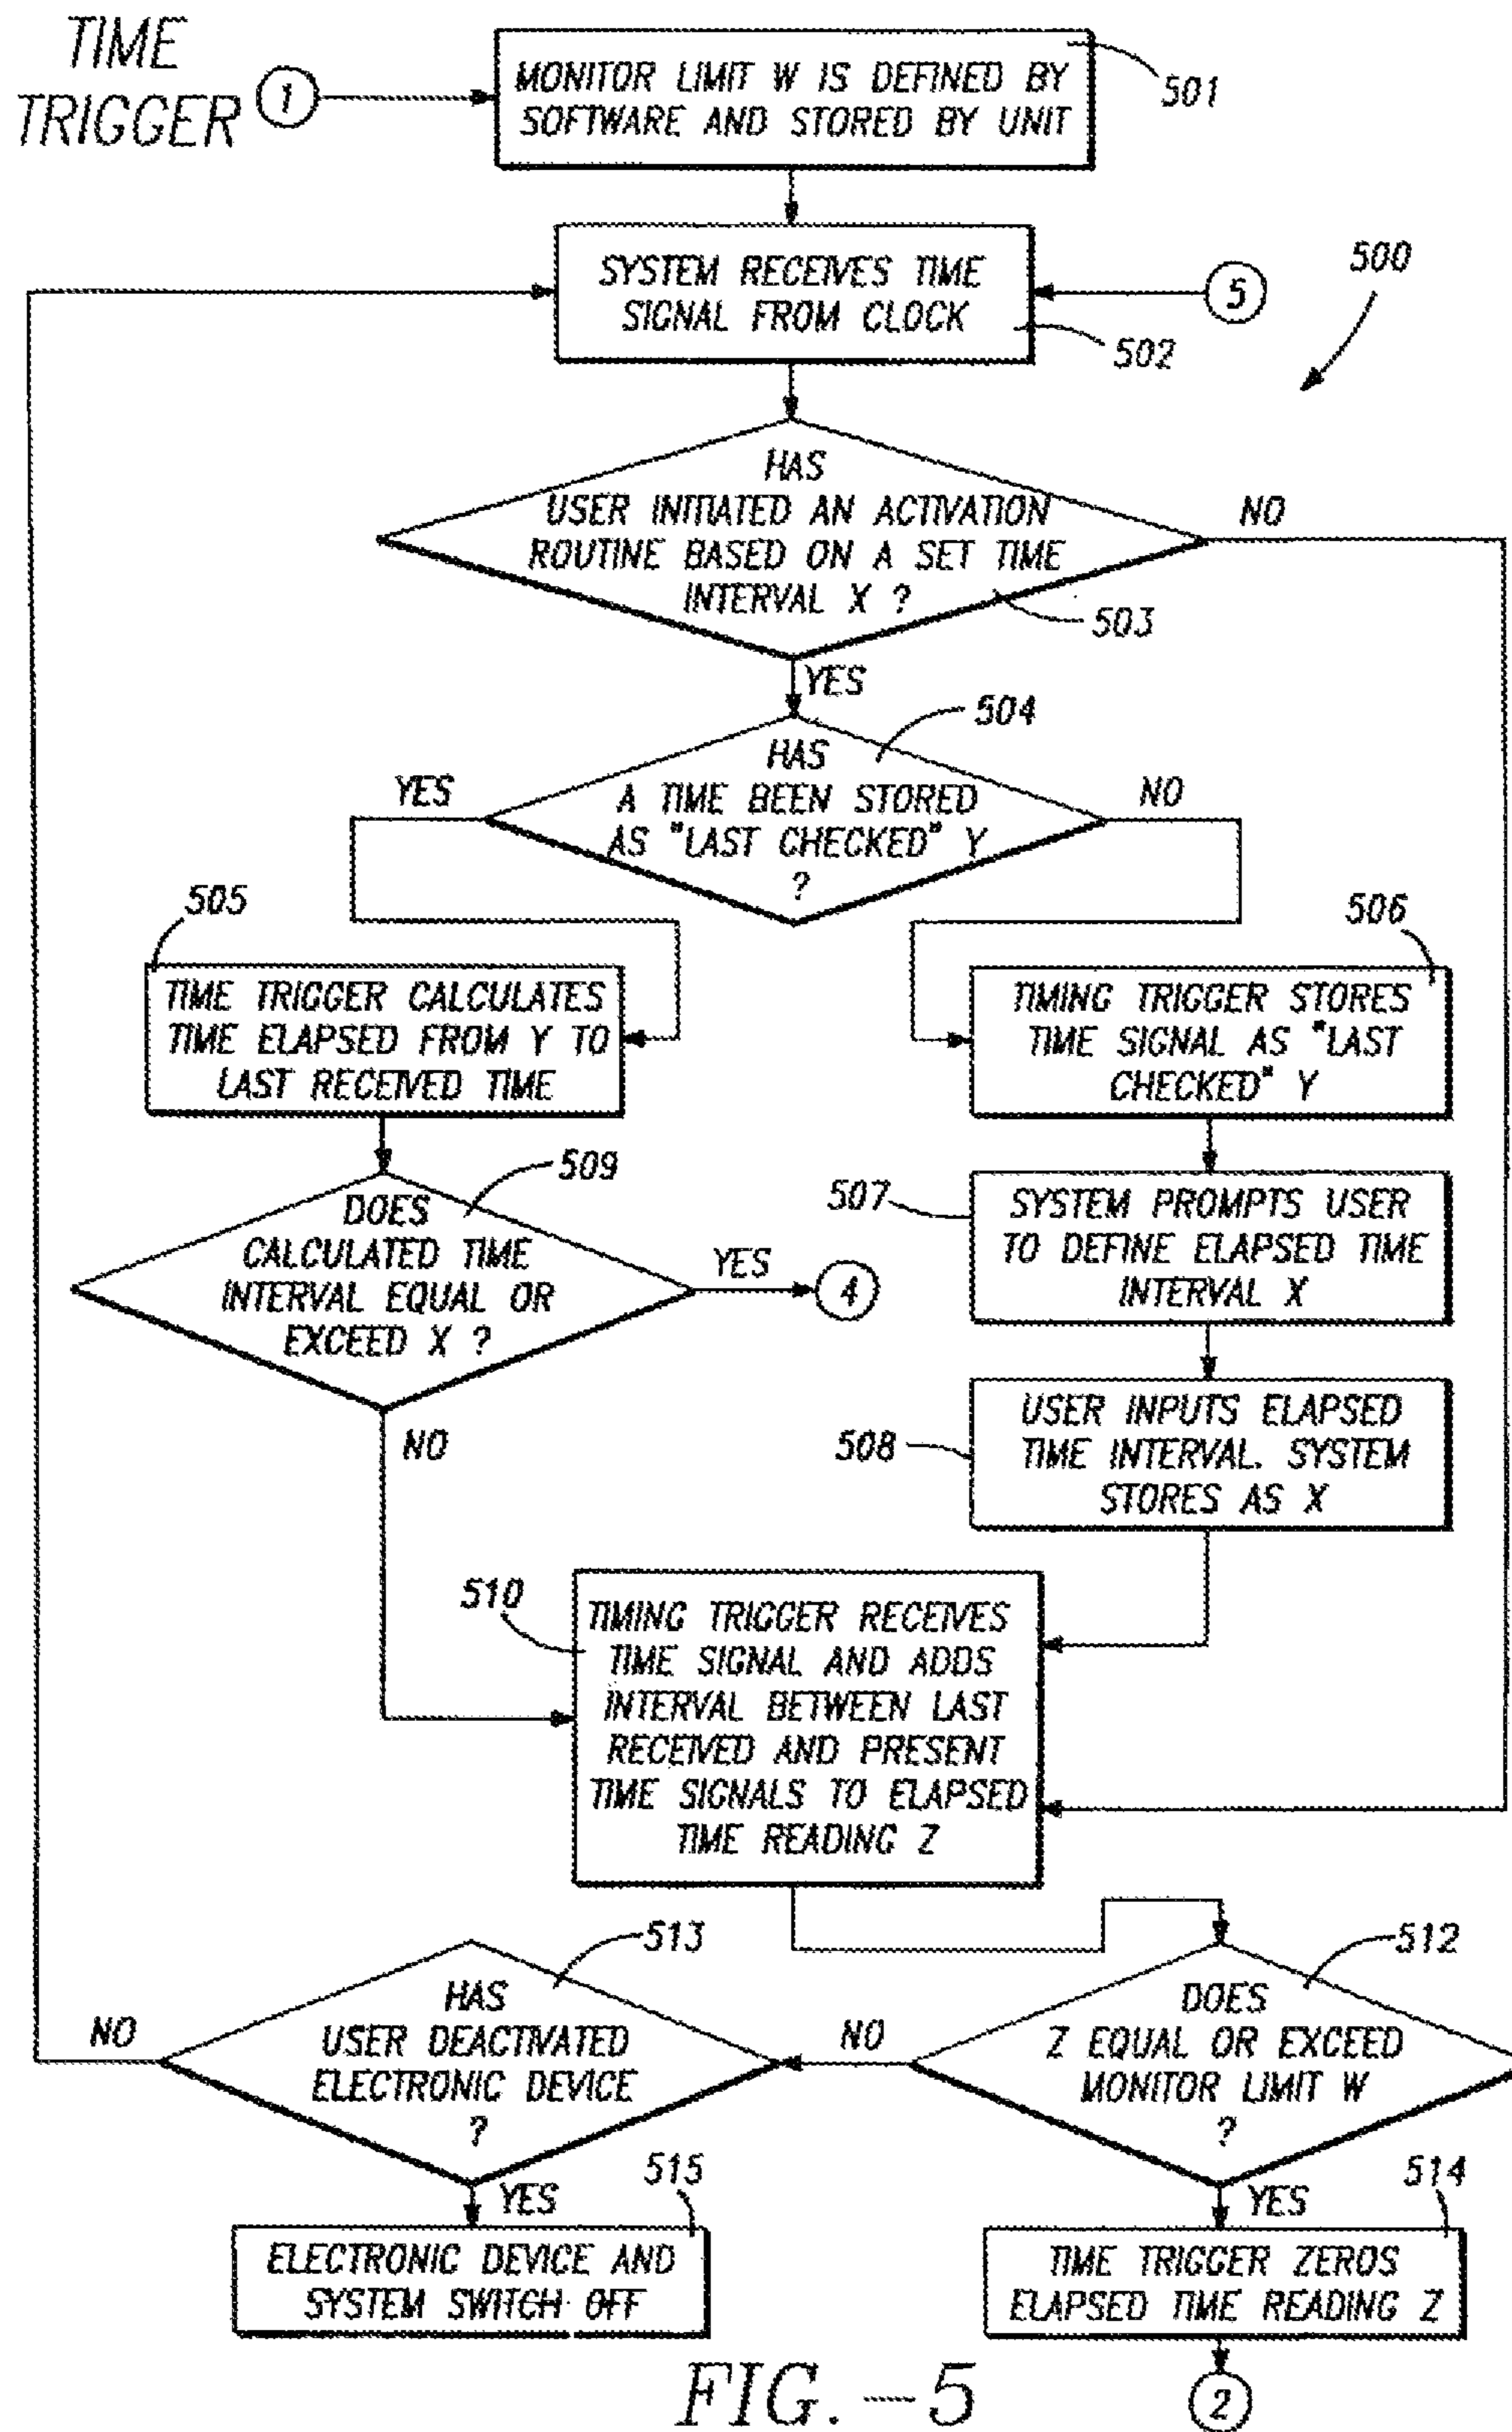 TIME
TRIGGER
1
MONITOR LIMIT W IS DEFINED BY
SOFTWARE AND STORED BY UNIT
501
SYSTEM RECEIVES TIME
SIGNAL FROM CLOCK
502
5
500
HAS
USER INITIATED AN ACTIVATION
ROUTINE BASED ON A SET TIME
INTERVAL X ?
503
NO
YES
504
HAS
A TIME BEEN STORED
AS "LAST CHECKED" Y
?
YES
NO
505
TIME TRIGGER CALCULATES
TIME ELAPSED FROM Y TO
LAST RECEIVED TIME
506
TIMING TRIGGER STORES
TIME SIGNAL AS "LAST
CHECKED" Y
509
DOES
CALCULATED TIME
INTERVAL EQUAL OR
EXCEED X ?
YES
4
NO
507
SYSTEM PROMPTS USER
TO DEFINE ELAPSED TIME
INTERVAL X
508
USER INPUTS ELAPSED
TIME INTERVAL. SYSTEM
STORES AS X
510
TIMING TRIGGER RECEIVES
TIME SIGNAL AND ADDS
INTERVAL BETWEEN LAST
RECEIVED AND PRESENT
TIME SIGNALS TO ELAPSED
TIME READING Z
513
HAS
USER DEACTIVATED
ELECTRONIC DEVICE
?
NO
NO
512
DOES
Z EQUAL OR EXCEED
MONITOR LIMIT W
?
YES
515
ELECTRONIC DEVICE AND
SYSTEM SWITCH OFF
YES
514
TIME TRIGGER ZEROS
ELAPSED TIME READING Z
2
FIG.-5